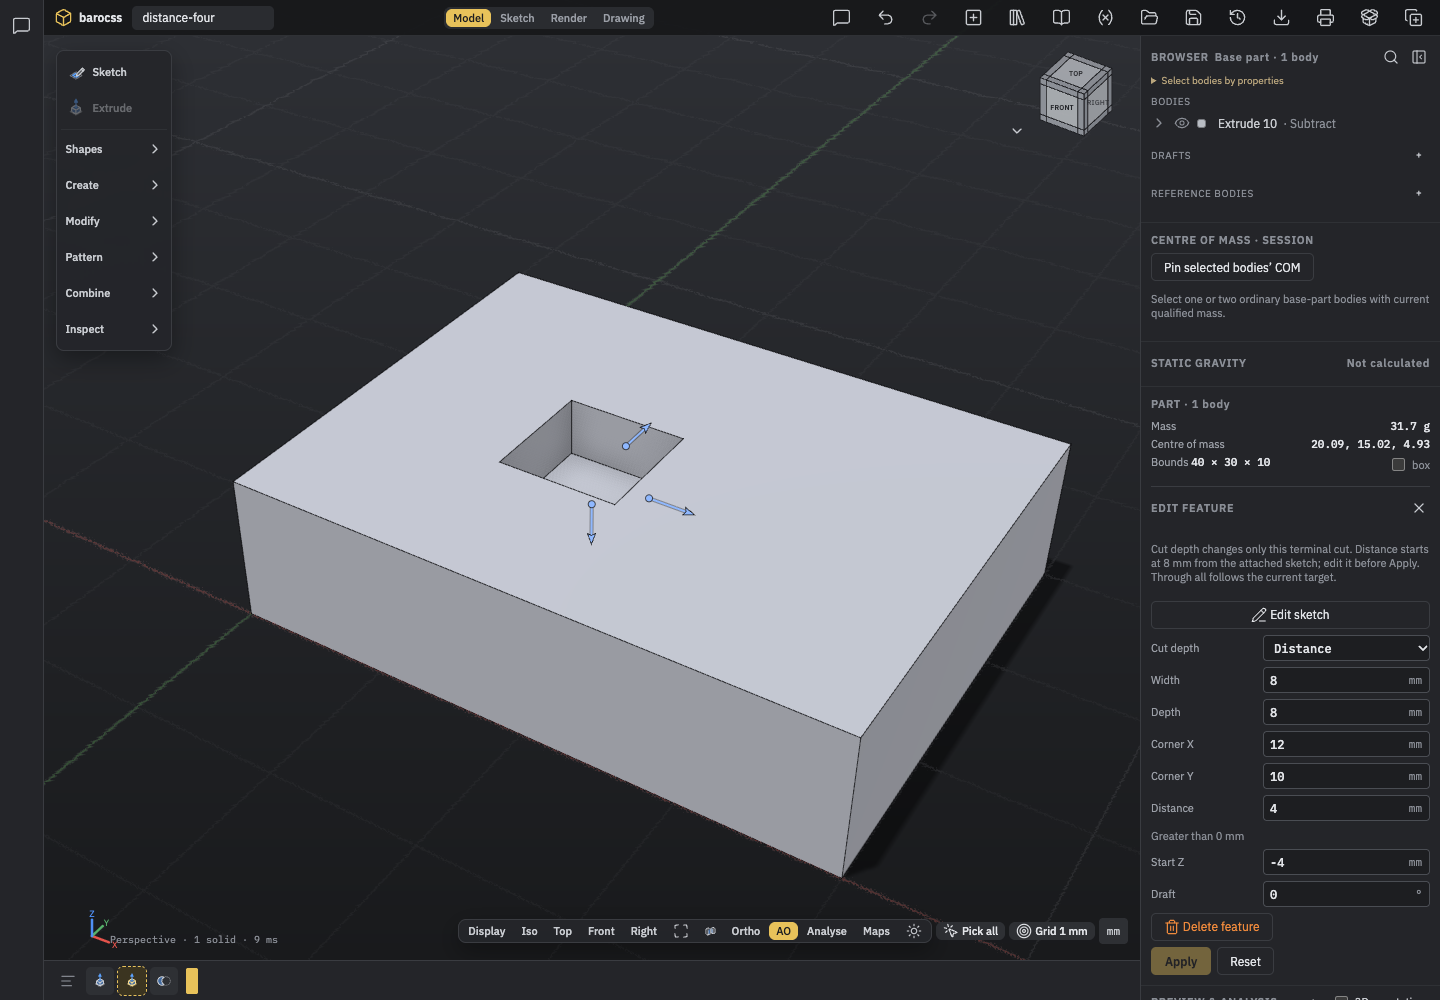 barocss
distance-four
Model
Sketch
Render
Drawing
Sketch
Extrude
Shapes
Create
Modify
Pattern
Combine
Inspect
TOP
FRONT
RIGHT
BROWSER Base part · 1 body
Select bodies by properties
BODIES
Extrude 10 · Subtract
DRAFTS
REFERENCE BODIES
CENTRE OF MASS · SESSION
Pin selected bodies’ COM
Select one or two ordinary base-part bodies with current
qualified mass.
STATIC GRAVITY Not calculated
PART · 1 body
Mass 31.7 g
Centre of mass 20.09, 15.02, 4.93
Bounds 40 × 30 × 10 box
EDIT FEATURE
Cut depth changes only this terminal cut. Distance starts
at 8 mm from the attached sketch; edit it before Apply.
Through all follows the current target.
Edit sketch
Cut depth Distance
Width 8 mm
Depth 8 mm
Corner X 12 mm
Corner Y 10 mm
Distance 4 mm
Greater than 0 mm
Start Z -4 mm
Draft 0 °
Delete feature
Apply Reset
Z
Y
X
Perspective · 1 solid · 9 ms
Display
Iso
Top
Front
Right
Ortho
AO
Analyse
Maps
Pick all
Grid 1 mm
mm